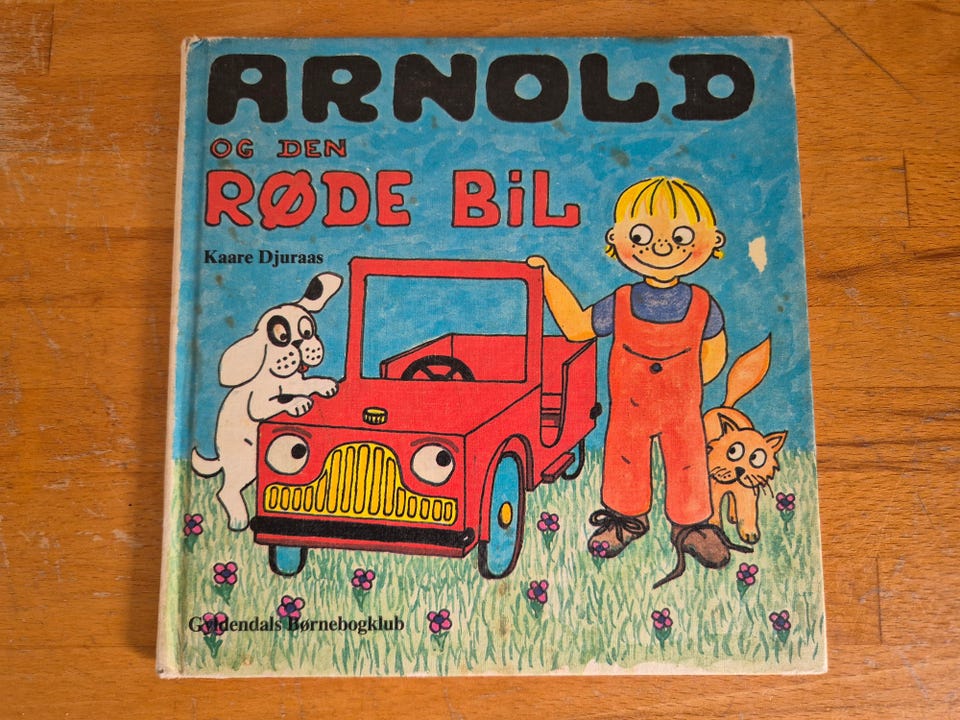 ARNOLD
OG DEN
RØDE BiL
Kaare Djuraas
Gyldendals Børnebogklub